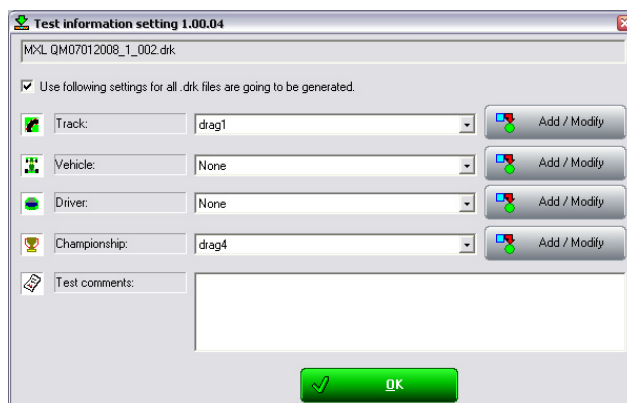 Test information setting 1.00.04
MXL QM07012008_1_002.drk
Use following settings for all .drk files are going to be generated.
Track: drag1 Add / Modify
Vehicle: None Add / Modify
Driver: None Add / Modify
Championship: drag4 Add / Modify
Test comments:
OK